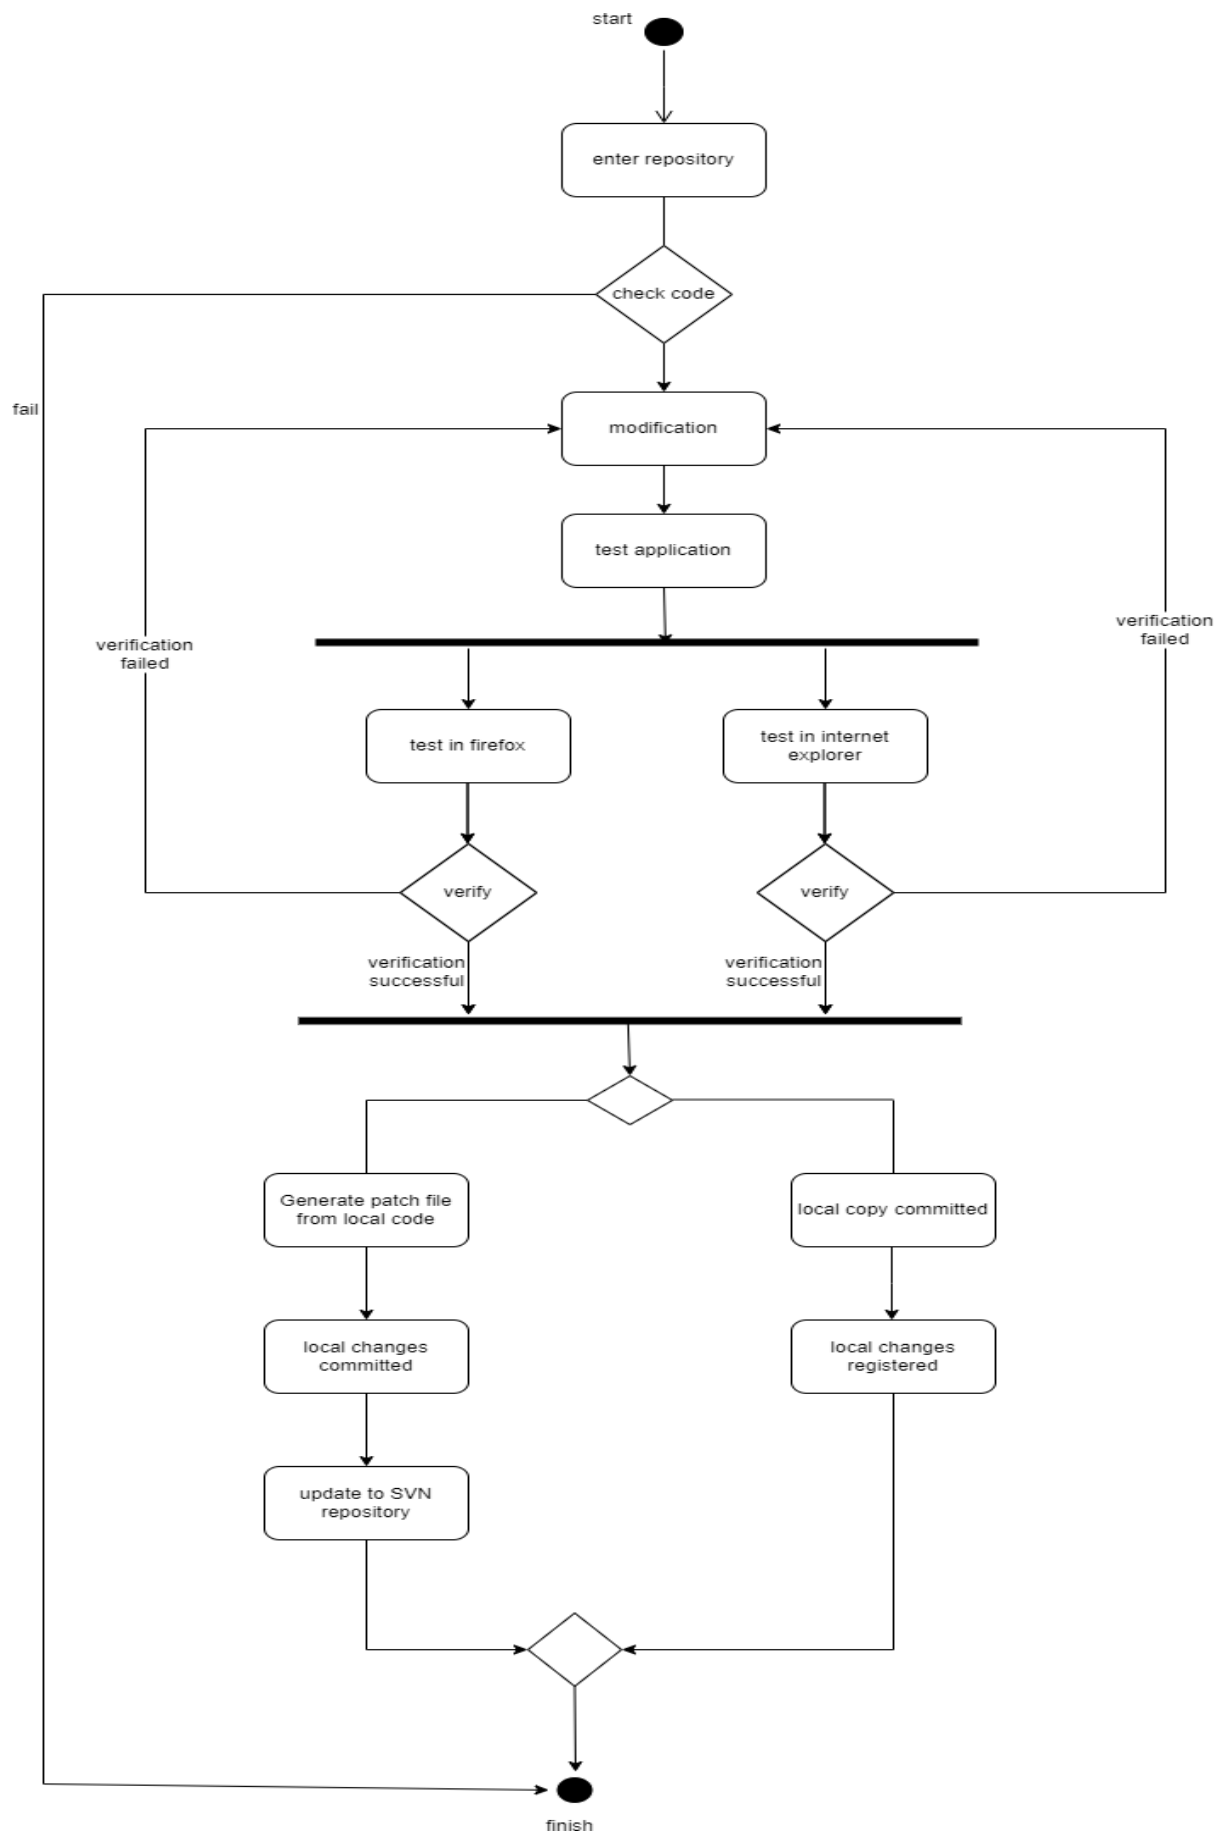 start
enter repository
check code
fail
modification
test application
verification
failed
verification
failed
test in firefox
test in internet
explorer
verify
verify
verification
successful
verification
successful
Generate patch file
from local code
local copy committed
local changes
committed
local changes
registered
update to SVN
repository
finish